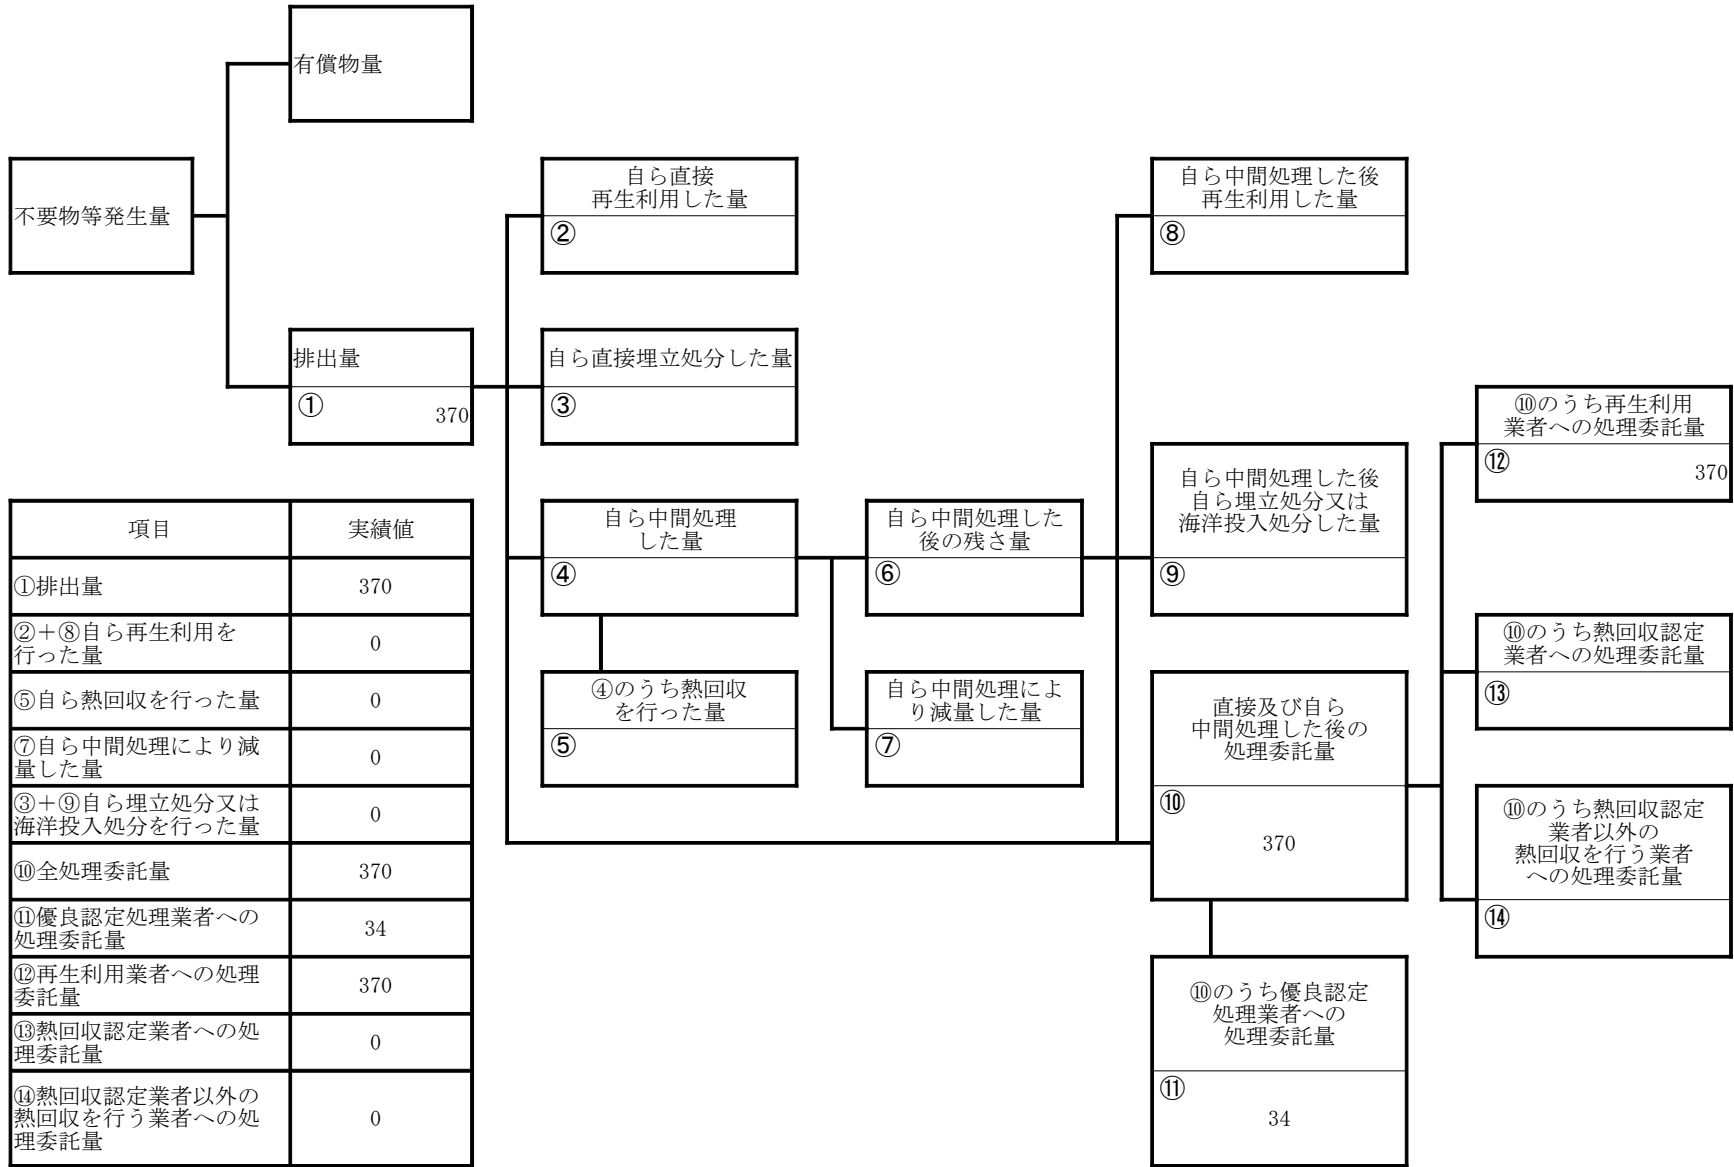 有償物量
不要物等発生量
自ら直接
再生利用した量
②
自ら中間処理した後
再生利用した量
⑧
排出量
①
370
自ら直接埋立処分した量
③
⑩のうち再生利用
業者への処理委託量
⑫
370
自ら中間処理
した量
④
自ら中間処理した
後の残さ量
⑥
自ら中間処理した後
自ら埋立処分又は
海洋投入処分した量
⑨
⑩のうち熱回収認定
業者への処理委託量
⑬
④のうち熱回収
を行った量
⑤
自ら中間処理によ
り減量した量
⑦
直接及び自ら
中間処理した後の
処理委託量
⑩
370
⑩のうち熱回収認定
業者以外の
熱回収を行う業者
への処理委託量
⑭
⑩のうち優良認定
処理業者への
処理委託量
⑪
34
項目 実績値
①排出量 370
②+⑧自ら再生利用を
行った量 0
⑤自ら熱回収を行った量 0
⑦自ら中間処理により減
量した量 0
③+⑨自ら埋立処分又は
海洋投入処分を行った量 0
⑩全処理委託量 370
⑪優良認定処理業者への
処理委託量 34
⑫再生利用業者への処理
委託量 370
⑬熱回収認定業者への処
理委託量 0
⑭熱回収認定業者以外の
熱回収を行う業者への処
理委託量 0